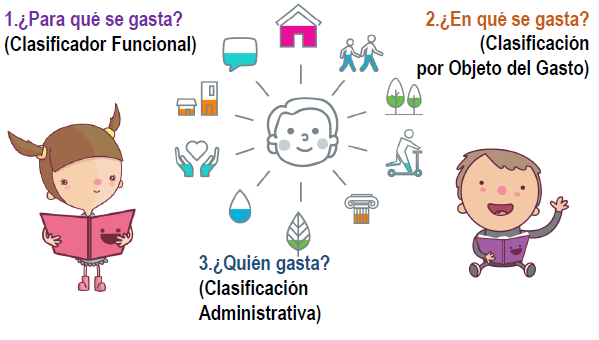 1.¿Para qué se gasta?
(Clasificador Funcional)
2.¿En qué se gasta?
(Clasificación
por Objeto del Gasto)
3.¿Quién gasta?
(Clasificación
Administrativa)